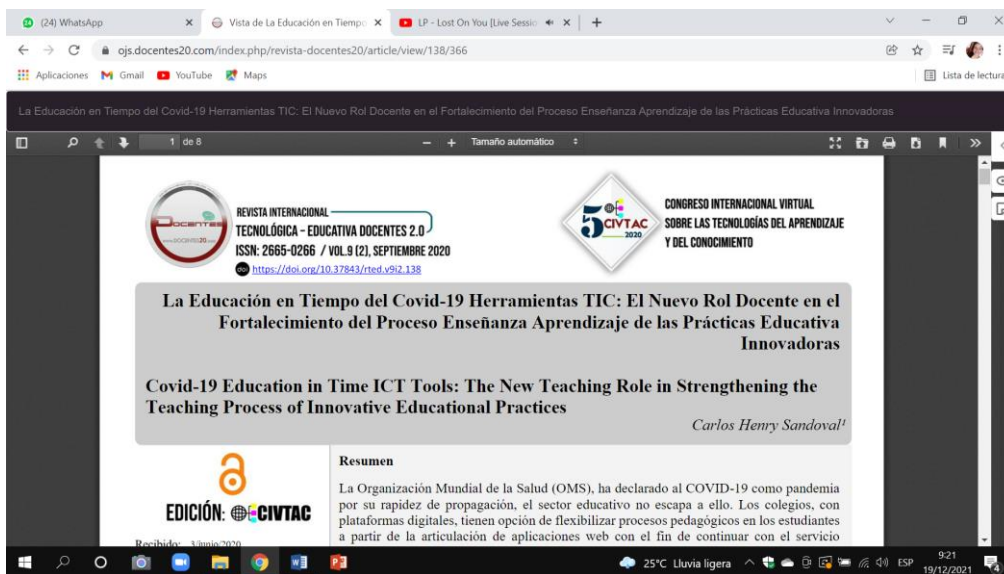 (24) WhatsApp
Vista de La Educación en Tiempo
LP - Lost On You [Live Sessio
ojs.docentes20.com/index.php/revista-docentes20/article/view/138/366
Aplicaciones
Gmail
YouTube
Maps
Lista de lectura
La Educación en Tiempo del Covid-19 Herramientas TIC: El Nuevo Rol Docente en el Fortalecimiento del Proceso Enseñanza Aprendizaje de las Prácticas Educativa Innovadoras
1 de 8
Tamaño automático
DOCENTES
www.DOCENTES20.com
REVISTA INTERNACIONAL
TECNOLÓGICA - EDUCATIVA DOCENTES 2.0
ISSN: 2665-0266 / VOL.9 (2), SEPTIEMBRE 2020
doi https://doi.org/10.37843/rted.v9i2.138
5 CIVTAC
2020
CONGRESO INTERNACIONAL VIRTUAL
SOBRE LAS TECNOLOGÍAS DEL APRENDIZAJE
Y DEL CONOCIMIENTO
La Educación en Tiempo del Covid-19 Herramientas TIC: El Nuevo Rol Docente en el
Fortalecimiento del Proceso Enseñanza Aprendizaje de las Prácticas Educativa
Innovadoras
Covid-19 Education in Time ICT Tools: The New Teaching Role in Strengthening the
Teaching Process of Innovative Educational Practices
Carlos Henry Sandoval¹
EDICIÓN: CIVTAC
Recibido: 3/junio/2020
Resumen
La Organización Mundial de la Salud (OMS), ha declarado al COVID-19 como pandemia
por su rapidez de propagación, el sector educativo no escapa a ello. Los colegios, con
plataformas digitales, tienen opción de flexibilizar procesos pedagógicos en los estudiantes
a partir de la articulación de aplicaciones web con el fin de continuar con el servicio
25°C Lluvia ligera
ESP
9:21
19/12/2021